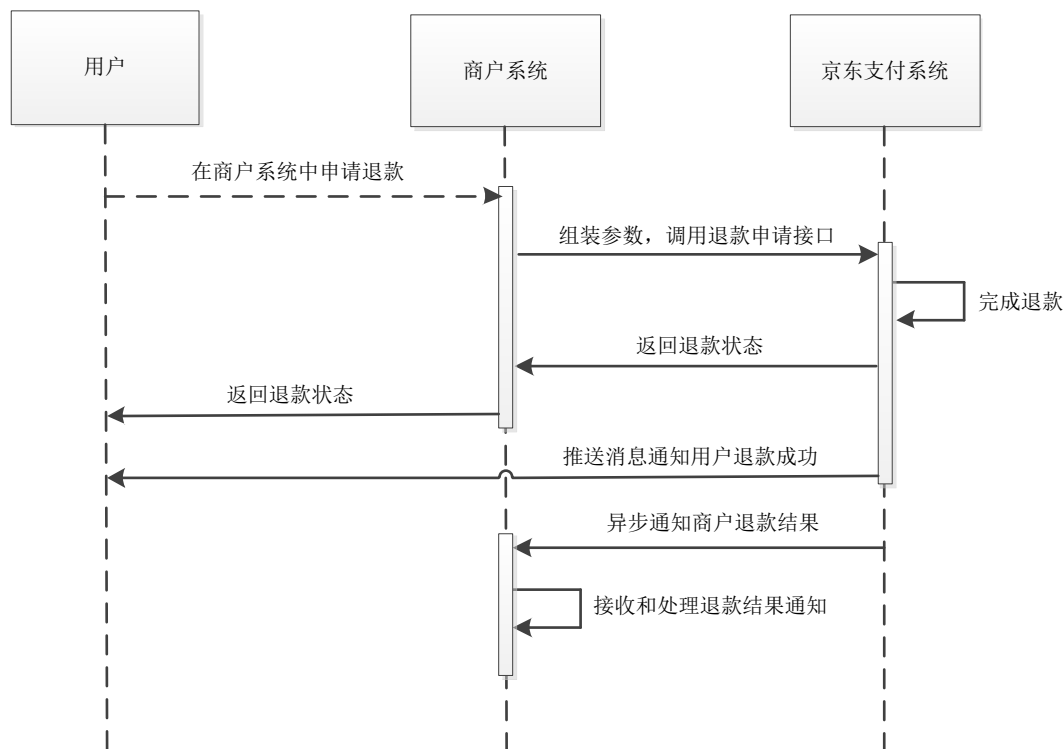 用户
商户系统
京东支付系统
在商户系统中申请退款
组装参数，调用退款申请接口
完成退款
返回退款状态
返回退款状态
推送消息通知用户退款成功
异步通知商户退款结果
接收和处理退款结果通知